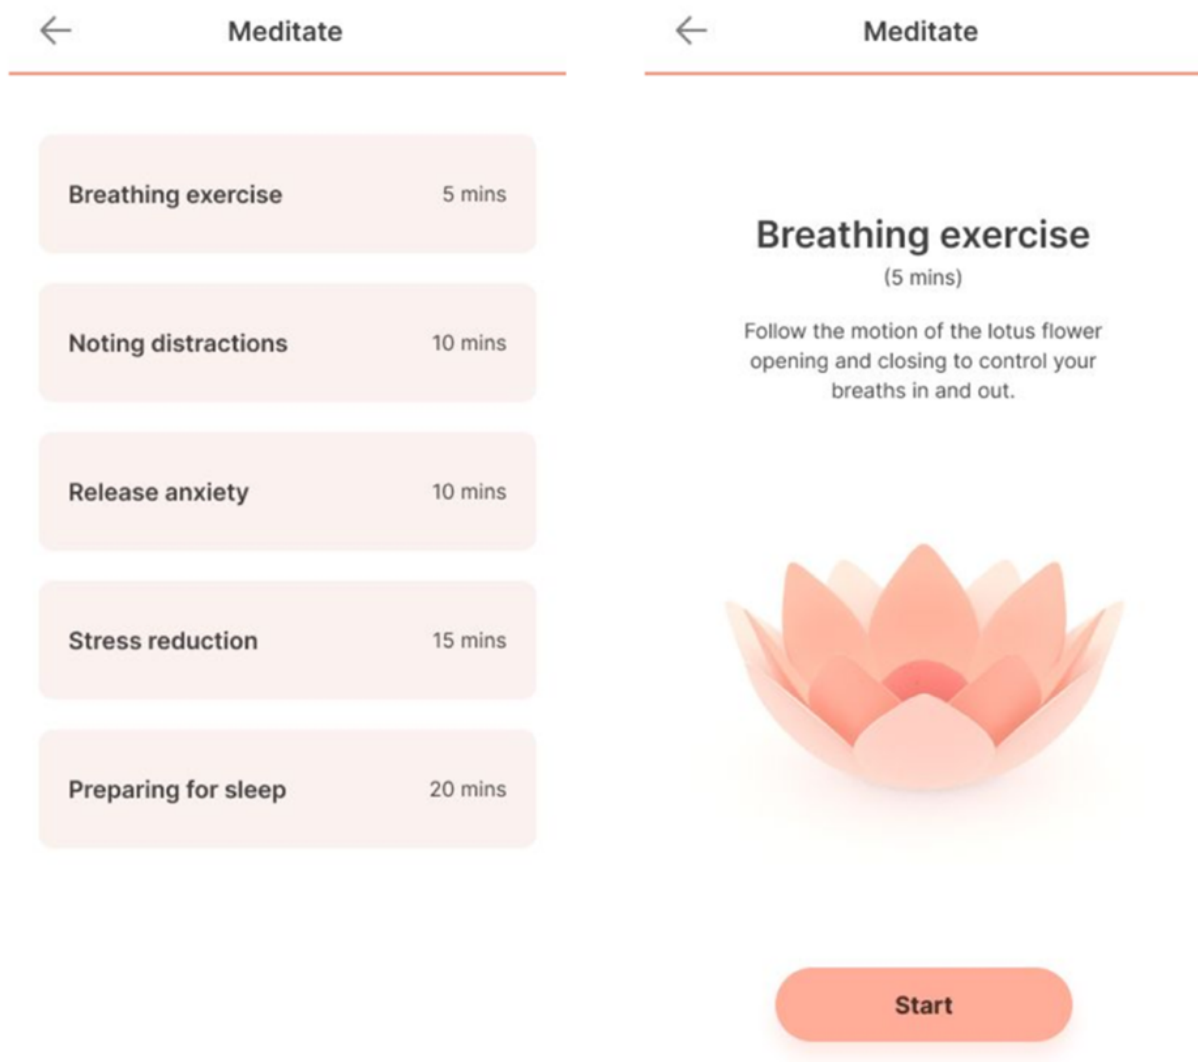 Meditate
Breathing exercise 5 mins
Noting distractions 10 mins
Release anxiety 10 mins
Stress reduction 15 mins
Preparing for sleep 20 mins
Meditate
Breathing exercise
(5 mins)
Follow the motion of the lotus flower
opening and closing to control your
breaths in and out.
Start